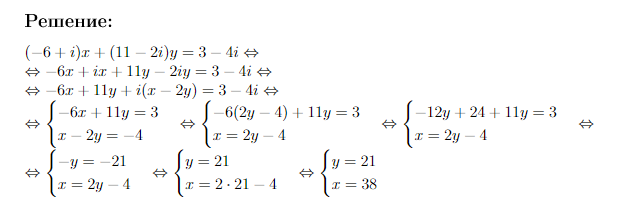 Решение:
(−6 + i)x + (11 − 2i)y = 3 − 4i ⇔
⇔ −6x + ix + 11y − 2iy = 3 − 4i ⇔
⇔ −6x + 11y + i(x − 2y) = 3 − 4i ⇔
⇔ { −6x + 11y = 3 ⇔ { −6(2y − 4) + 11y = 3 ⇔ { −12y + 24 + 11y = 3 ⇔
x − 2y = −4 x = 2y − 4 x = 2y − 4
⇔ { −y = −21 ⇔ { y = 21 ⇔ { y = 21
x = 2y − 4 x = 2 · 21 − 4 x = 38